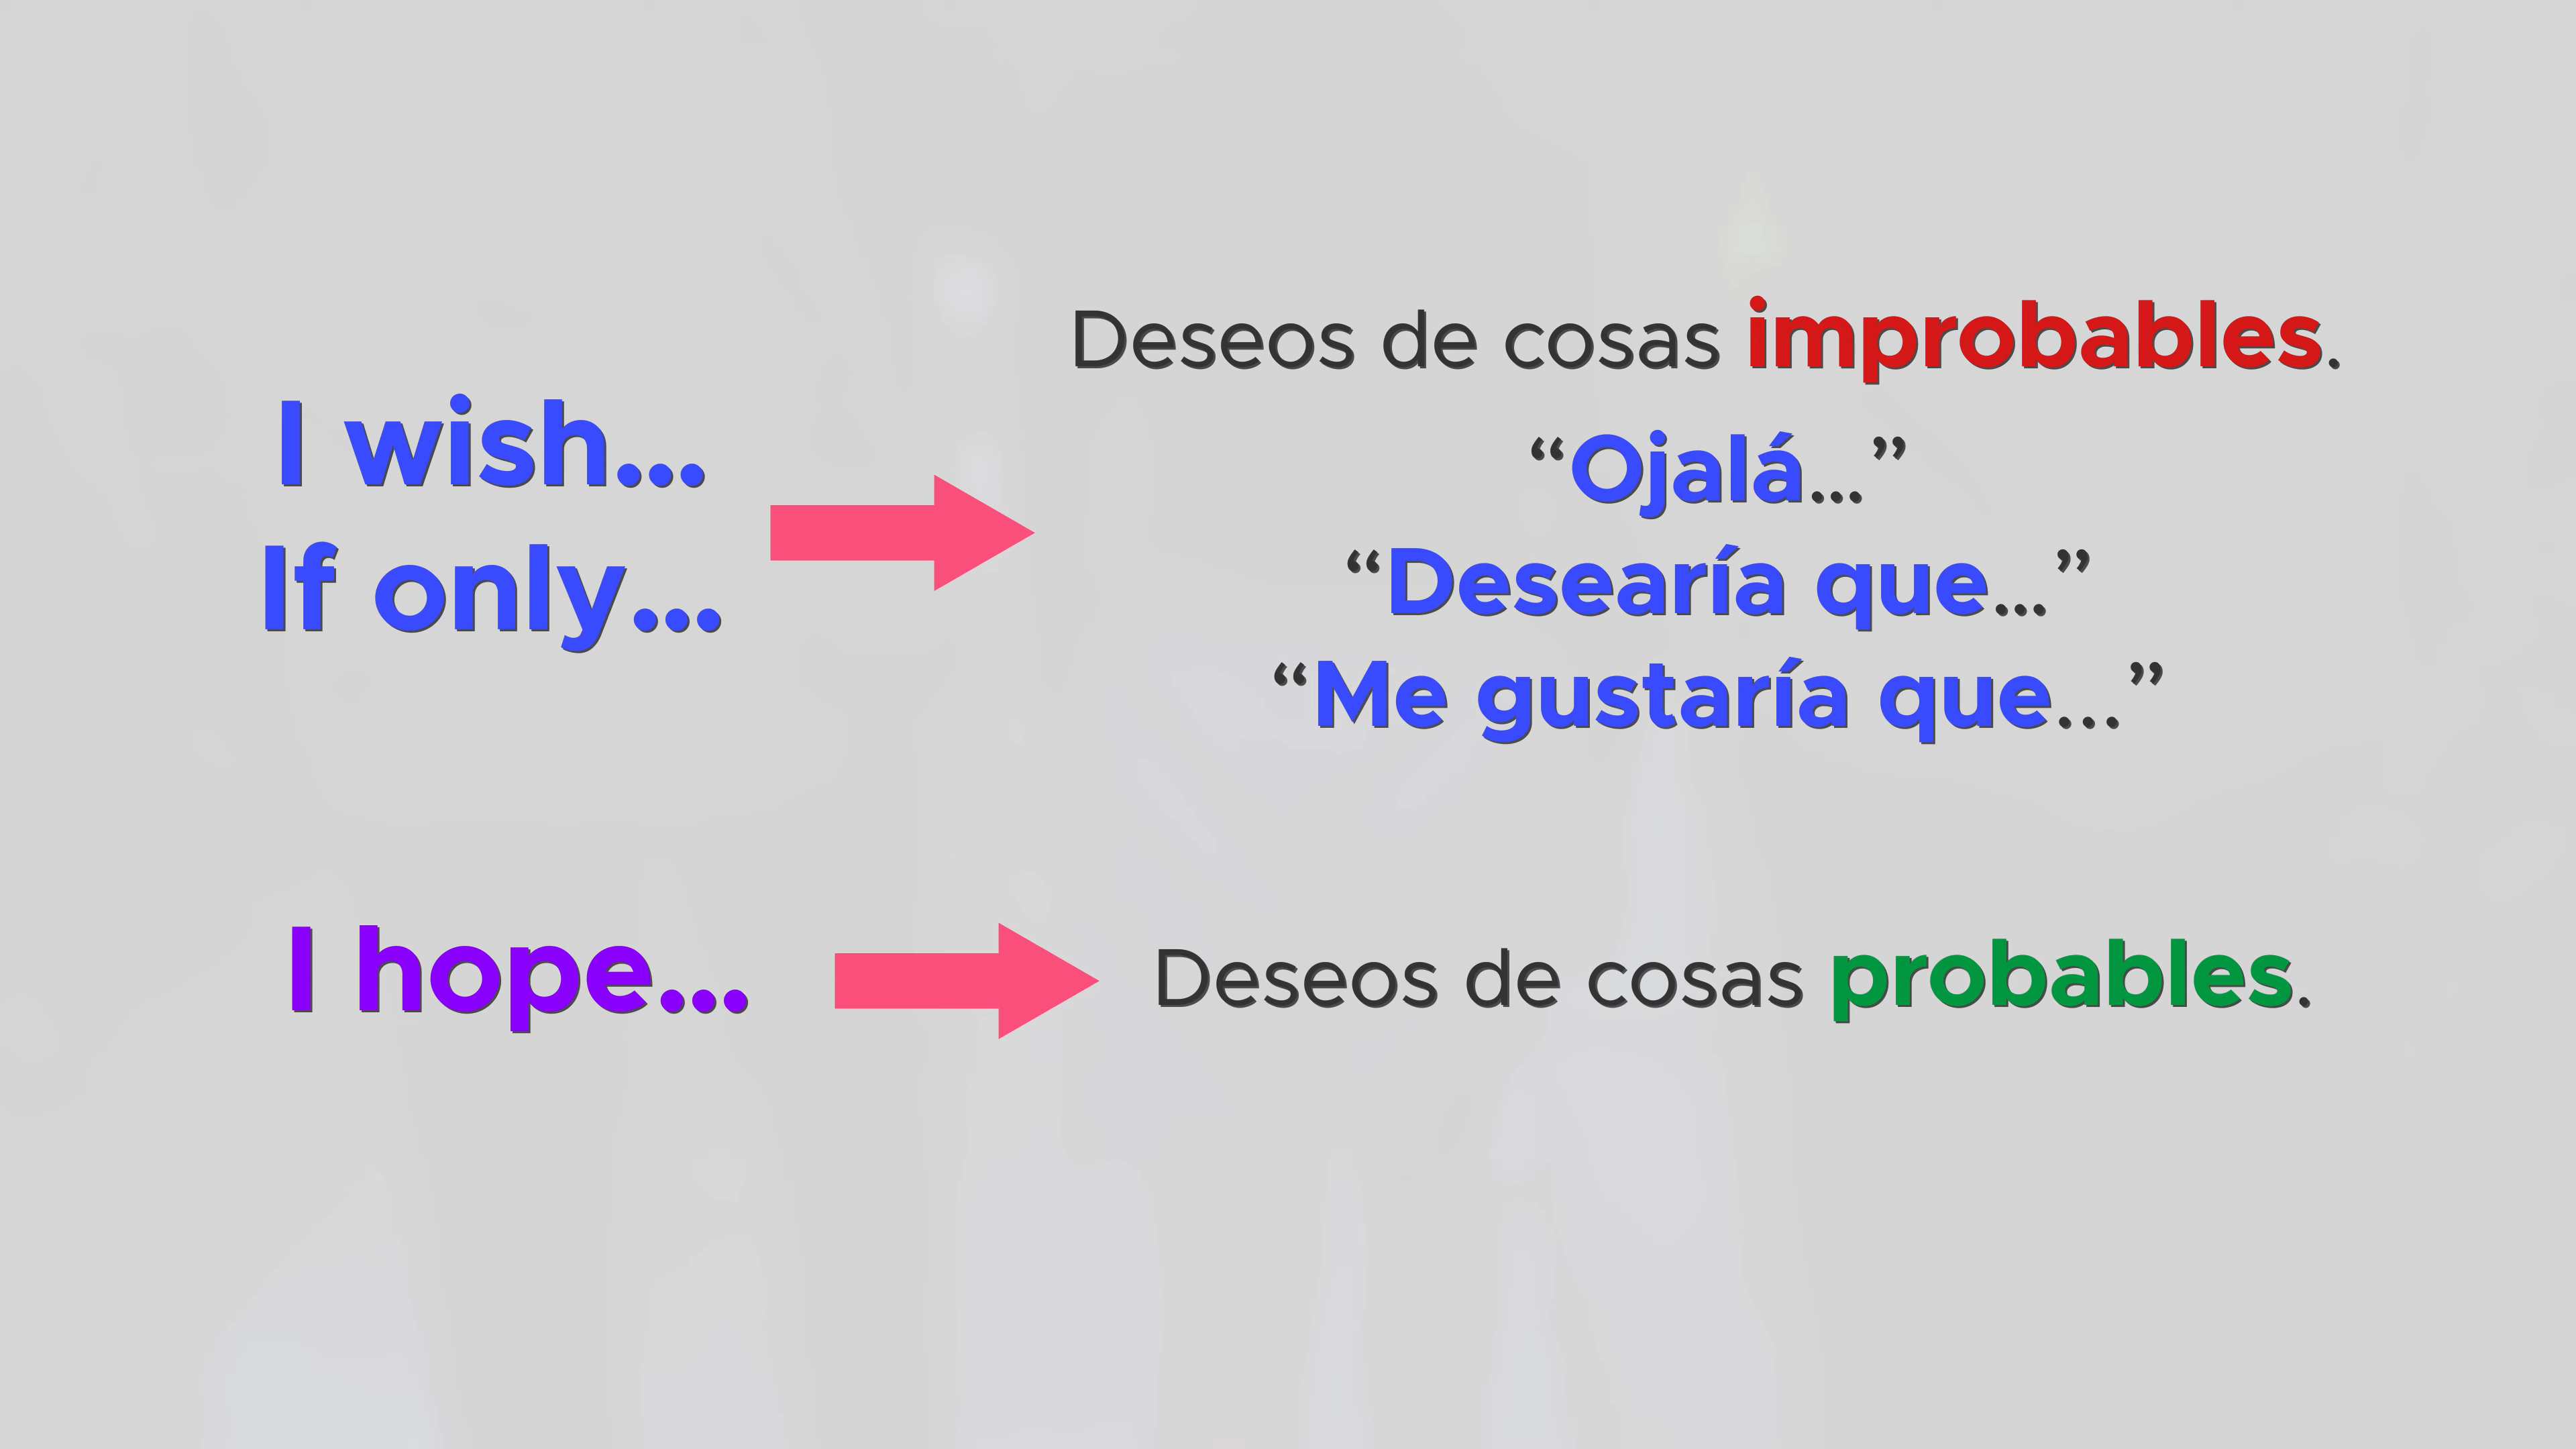 I wish...
If only...
Deseos de cosas improbables.
“Ojalá...”
“Desearía que...”
“Me gustaría que...”
I hope...
Deseos de cosas probables.